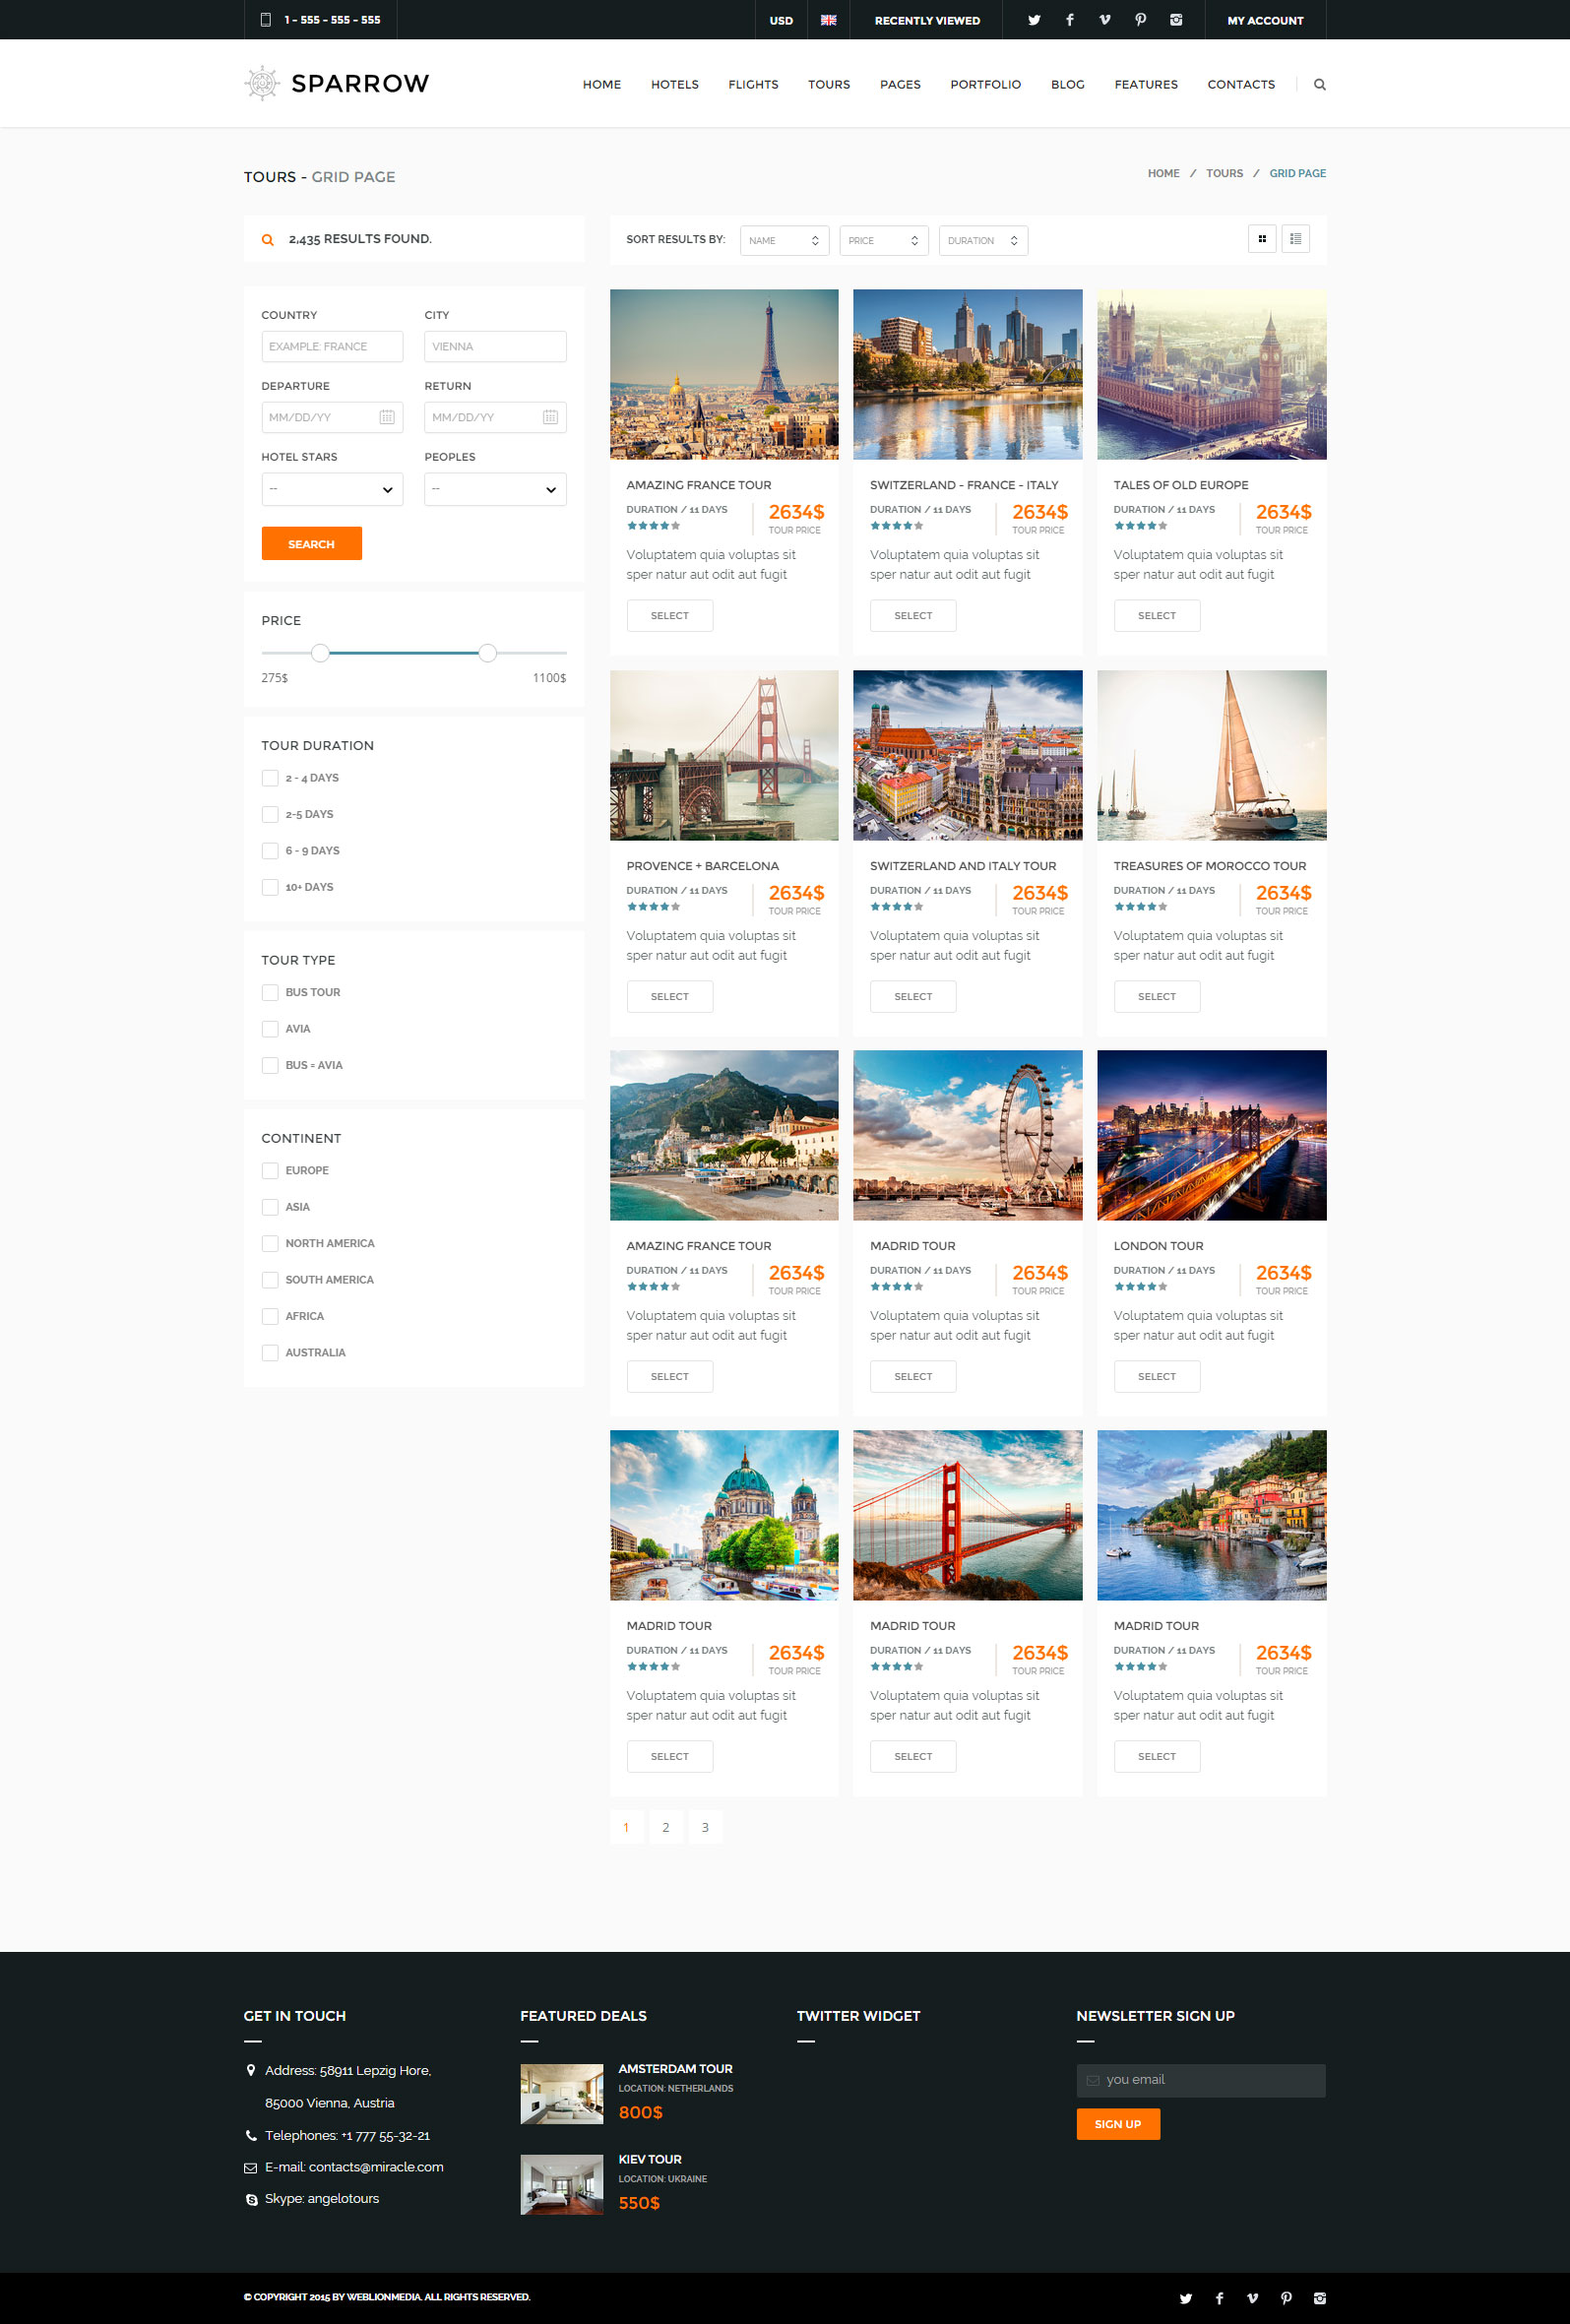 1 - 555 - 555 - 555
USD
RECENTLY VIEWED
MY ACCOUNT
SPARROW
HOME HOTELS FLIGHTS TOURS PAGES PORTFOLIO BLOG FEATURES CONTACTS
TOURS - GRID PAGE
HOME / TOURS / GRID PAGE
2,435 RESULTS FOUND.
COUNTRY CITY
EXAMPLE: FRANCE VIENNA
DEPARTURE RETURN
MM/DD/YY MM/DD/YY
HOTEL STARS PEOPLES
-- --
SEARCH
PRICE
275$ 1100$
TOUR DURATION
2 - 4 DAYS
2-5 DAYS
6 - 9 DAYS
10+ DAYS
TOUR TYPE
BUS TOUR
AVIA
BUS = AVIA
CONTINENT
EUROPE
ASIA
NORTH AMERICA
SOUTH AMERICA
AFRICA
AUSTRALIA
SORT RESULTS BY: NAME PRICE DURATION
AMAZING FRANCE TOUR
DURATION / 11 DAYS
2634$
TOUR PRICE
Voluptatem quia voluptas sit
sper natur aut odit aut fugit
SELECT
SWITZERLAND - FRANCE - ITALY
DURATION / 11 DAYS
2634$
TOUR PRICE
Voluptatem quia voluptas sit
sper natur aut odit aut fugit
SELECT
TALES OF OLD EUROPE
DURATION / 11 DAYS
2634$
TOUR PRICE
Voluptatem quia voluptas sit
sper natur aut odit aut fugit
SELECT
PROVENCE + BARCELONA
DURATION / 11 DAYS
2634$
TOUR PRICE
Voluptatem quia voluptas sit
sper natur aut odit aut fugit
SELECT
SWITZERLAND AND ITALY TOUR
DURATION / 11 DAYS
2634$
TOUR PRICE
Voluptatem quia voluptas sit
sper natur aut odit aut fugit
SELECT
TREASURES OF MOROCCO TOUR
DURATION / 11 DAYS
2634$
TOUR PRICE
Voluptatem quia voluptas sit
sper natur aut odit aut fugit
SELECT
AMAZING FRANCE TOUR
DURATION / 11 DAYS
2634$
TOUR PRICE
Voluptatem quia voluptas sit
sper natur aut odit aut fugit
SELECT
MADRID TOUR
DURATION / 11 DAYS
2634$
TOUR PRICE
Voluptatem quia voluptas sit
sper natur aut odit aut fugit
SELECT
LONDON TOUR
DURATION / 11 DAYS
2634$
TOUR PRICE
Voluptatem quia voluptas sit
sper natur aut odit aut fugit
SELECT
MADRID TOUR
DURATION / 11 DAYS
2634$
TOUR PRICE
Voluptatem quia voluptas sit
sper natur aut odit aut fugit
SELECT
MADRID TOUR
DURATION / 11 DAYS
2634$
TOUR PRICE
Voluptatem quia voluptas sit
sper natur aut odit aut fugit
SELECT
MADRID TOUR
DURATION / 11 DAYS
2634$
TOUR PRICE
Voluptatem quia voluptas sit
sper natur aut odit aut fugit
SELECT
1 2 3
GET IN TOUCH
Address: 58911 Lepzig Hore,
85000 Vienna, Austria
Telephones: +1 777 55-32-21
E-mail: contacts@miracle.com
Skype: angelotours
FEATURED DEALS
AMSTERDAM TOUR
LOCATION: NETHERLANDS
800$
KIEV TOUR
LOCATION: UKRAINE
550$
TWITTER WIDGET
NEWSLETTER SIGN UP
you email
SIGN UP
© COPYRIGHT 2015 BY WEBLIONMEDIA. ALL RIGHTS RESERVED.